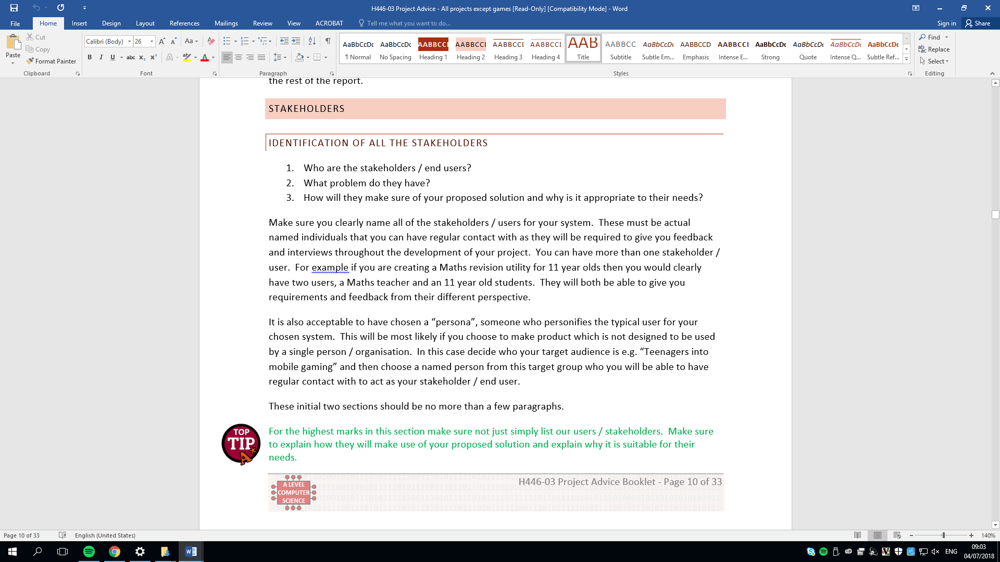 H446-03 Project Advice - All projects except games [Read-Only] [Compatibility Mode] - Word
File Home Insert Design Layout References Mailings Review View ACROBAT Tell me what you want to do... Sign in Share
Paste
Cut
Copy
Format Painter
Clipboard
Calibri (Body) 26
Font
Paragraph
AaBbCcDc AaBbCcDc AABBCCI AABBCCI AABBCCI AABBCCI AAB AABBCC AaBbCcDc AABBCCD AABBCCI AaBbCcDc AaBbCcDc AaBbCcDc AaBbCcDc
¶ Normal No Spacing Heading 1 Heading 2 Heading 3 Heading 4 Title Subtitle Subtle Em... Emphasis Intense E... Strong Quote Intense Q... Subtle Ref...
Styles
Find
Replace
Select
Editing
the rest of the report.
STAKEHOLDERS
IDENTIFICATION OF ALL THE STAKEHOLDERS
1. Who are the stakeholders / end users?
2. What problem do they have?
3. How will they make sure of your proposed solution and why is it appropriate to their needs?
Make sure you clearly name all of the stakeholders / users for your system. These must be actual
named individuals that you can have regular contact with as they will be required to give you feedback
and interviews throughout the development of your project. You can have more than one stakeholder /
user. For example if you are creating a Maths revision utility for 11 year olds then you would clearly
have two users, a Maths teacher and an 11 year old students. They will both be able to give you
requirements and feedback from their different perspective.
It is also acceptable to have chosen a “persona”, someone who personifies the typical user for your
chosen system. This will be most likely if you choose to make product which is not designed to be used
by a single person / organisation. In this case decide who your target audience is e.g. “Teenagers into
mobile gaming” and then choose a named person from this target group who you will be able to have
regular contact with to act as your stakeholder / end user.
These initial two sections should be no more than a few paragraphs.
TOP
TIP
A*
For the highest marks in this section make sure not just simply list our users / stakeholders. Make sure
to explain how they will make use of your proposed solution and explain why it is suitable for their
needs.
A LEVEL
COMPUTER
SCIENCE
H446-03 Project Advice Booklet - Page 10 of 33
Page 10 of 33 English (United States) 140%
ENG
09:03
04/07/2018